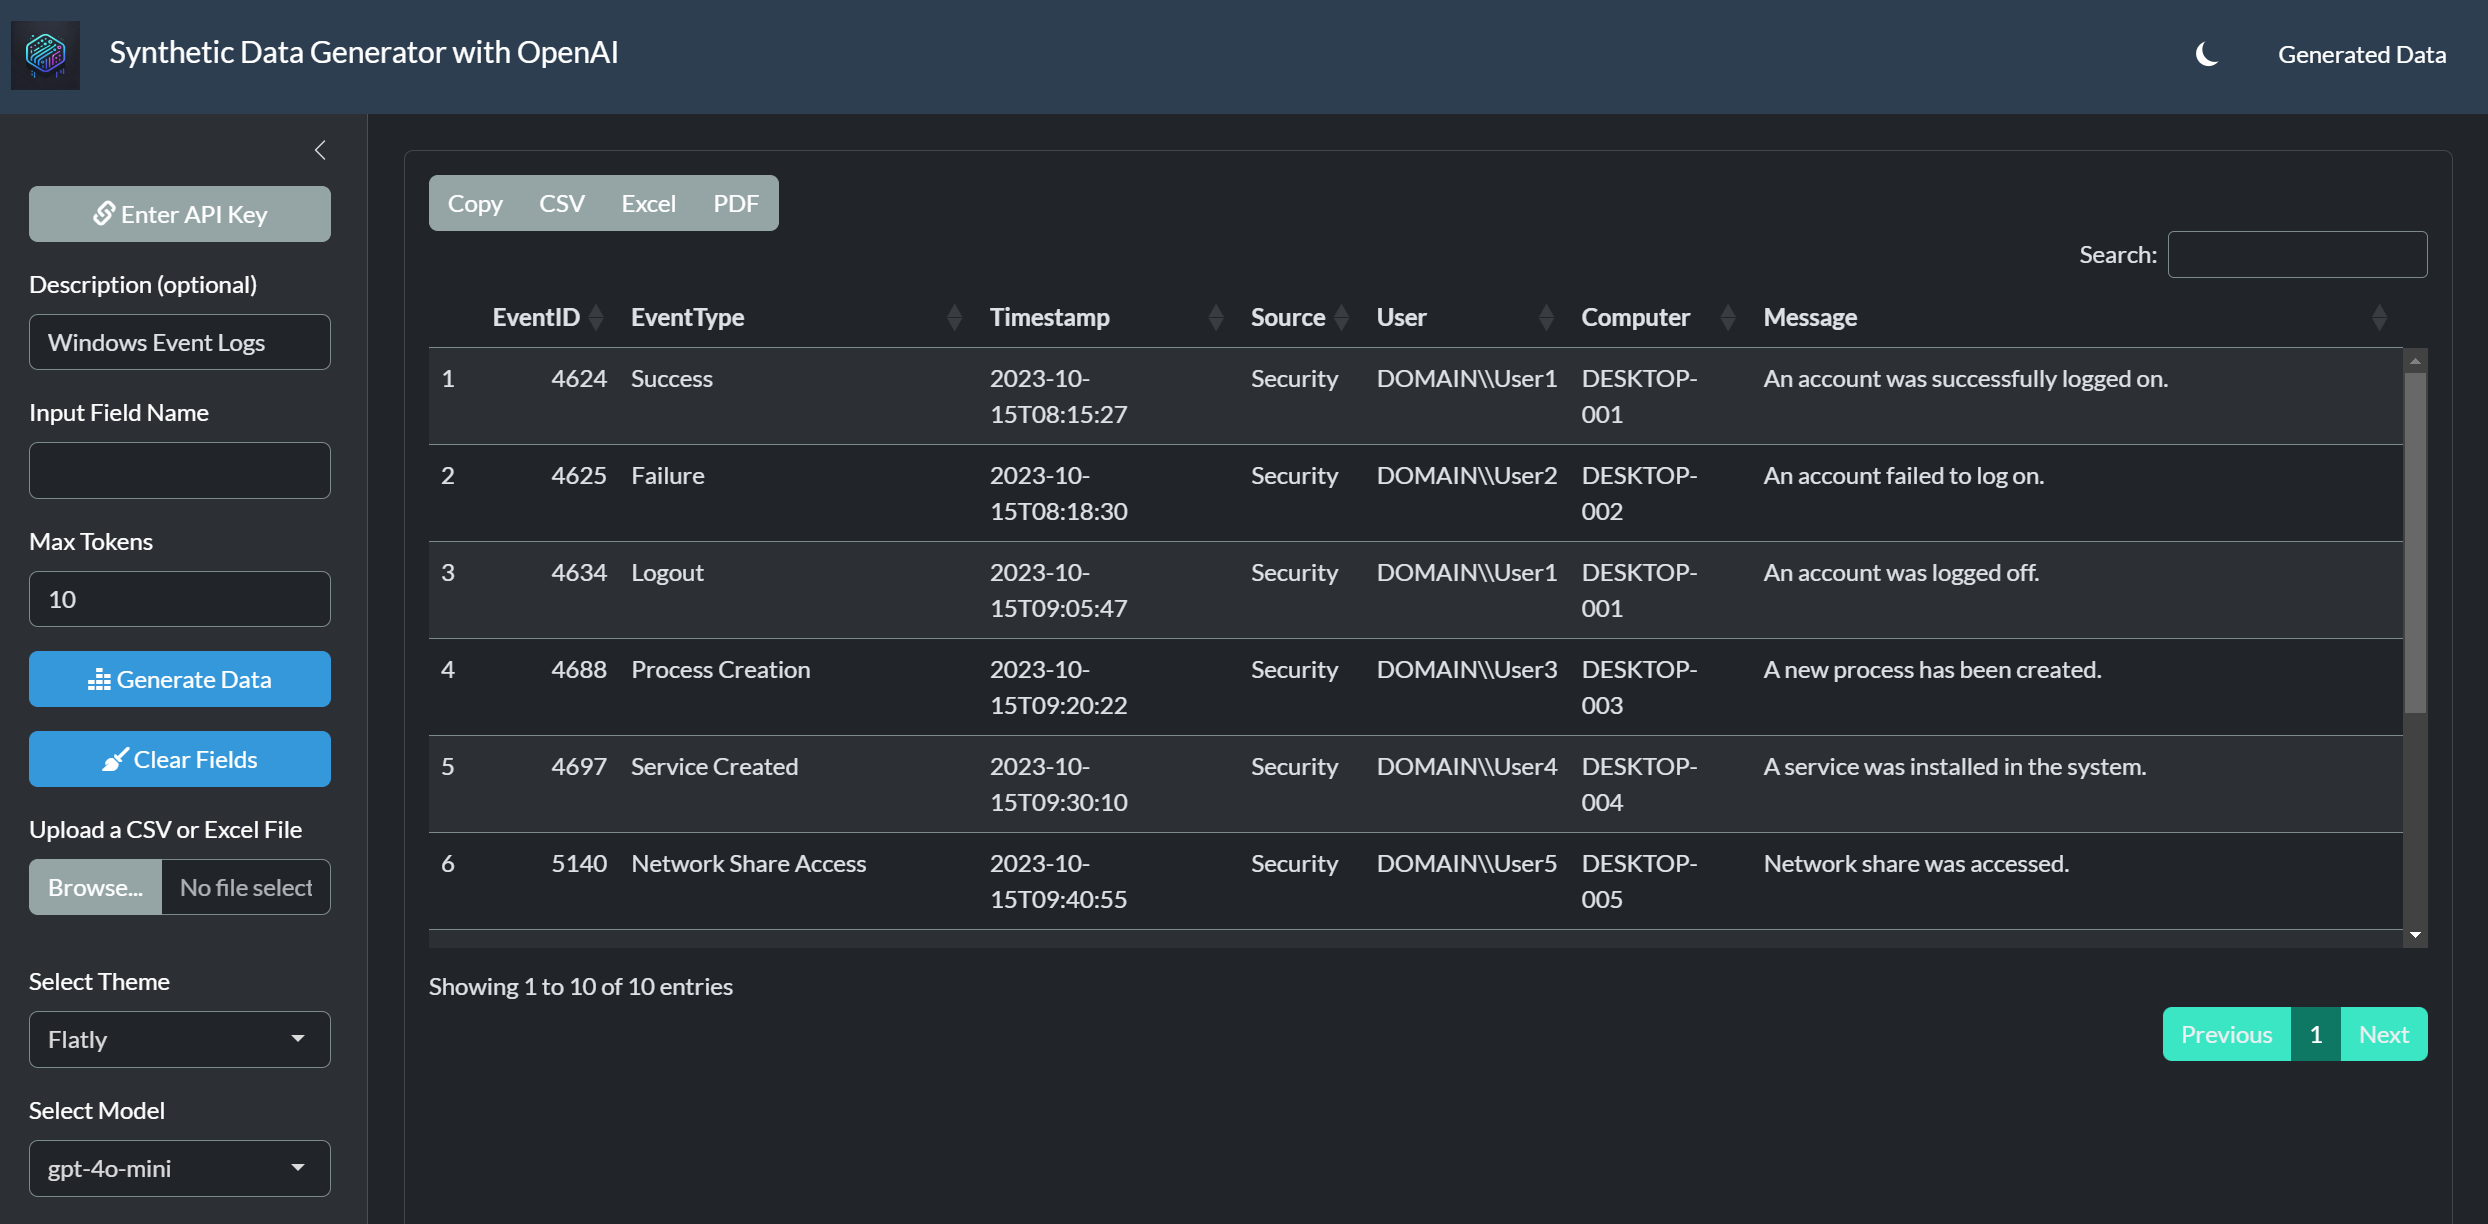 Synthetic Data Generator with OpenAI
Generated Data
Enter API Key
Description (optional)
Windows Event Logs
Input Field Name
Max Tokens
10
Generate Data
Clear Fields
Upload a CSV or Excel File
Browse... No file select
Select Theme
Flatly
Select Model
gpt-4o-mini
Copy CSV Excel PDF
Search:
EventID EventType Timestamp Source User Computer Message
1 4624 Success 2023-10- Security DOMAIN\\User1 DESKTOP- An account was successfully logged on.
15T08:15:27 001
2 4625 Failure 2023-10- Security DOMAIN\\User2 DESKTOP- An account failed to log on.
15T08:18:30 002
3 4634 Logout 2023-10- Security DOMAIN\\User1 DESKTOP- An account was logged off.
15T09:05:47 001
4 4688 Process Creation 2023-10- Security DOMAIN\\User3 DESKTOP- A new process has been created.
15T09:20:22 003
5 4697 Service Created 2023-10- Security DOMAIN\\User4 DESKTOP- A service was installed in the system.
15T09:30:10 004
6 5140 Network Share Access 2023-10- Security DOMAIN\\User5 DESKTOP- Network share was accessed.
15T09:40:55 005
Showing 1 to 10 of 10 entries
Previous 1 Next